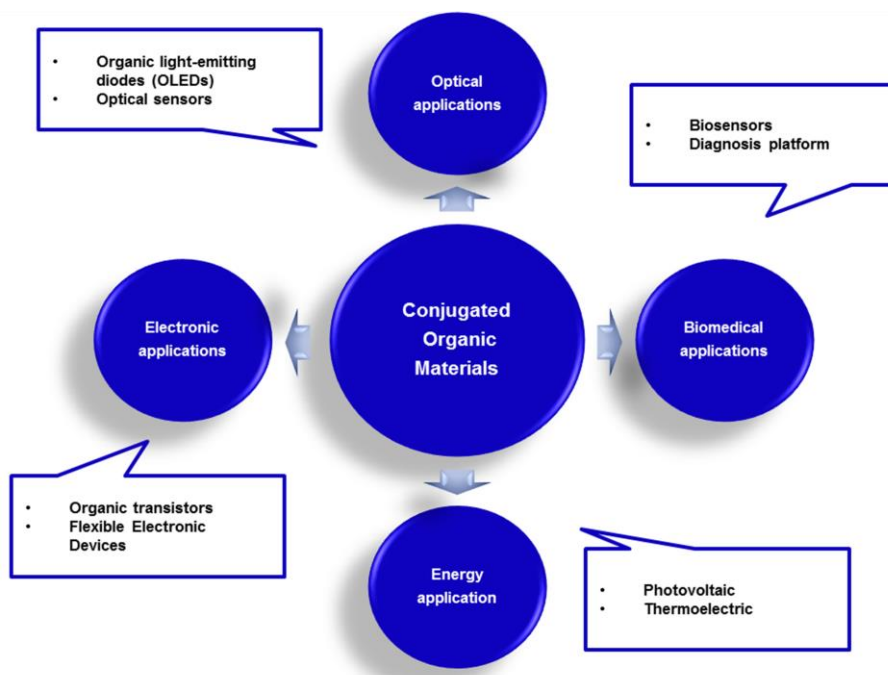 • Organic light-emitting
diodes (OLEDs)
• Optical sensors
Optical
applications
• Biosensors
• Diagnosis platform
Electronic
applications
Conjugated
Organic
Materials
Biomedical
applications
• Organic transistors
• Flexible Electronic
Devices
Energy
application
• Photovoltaic
• Thermoelectric